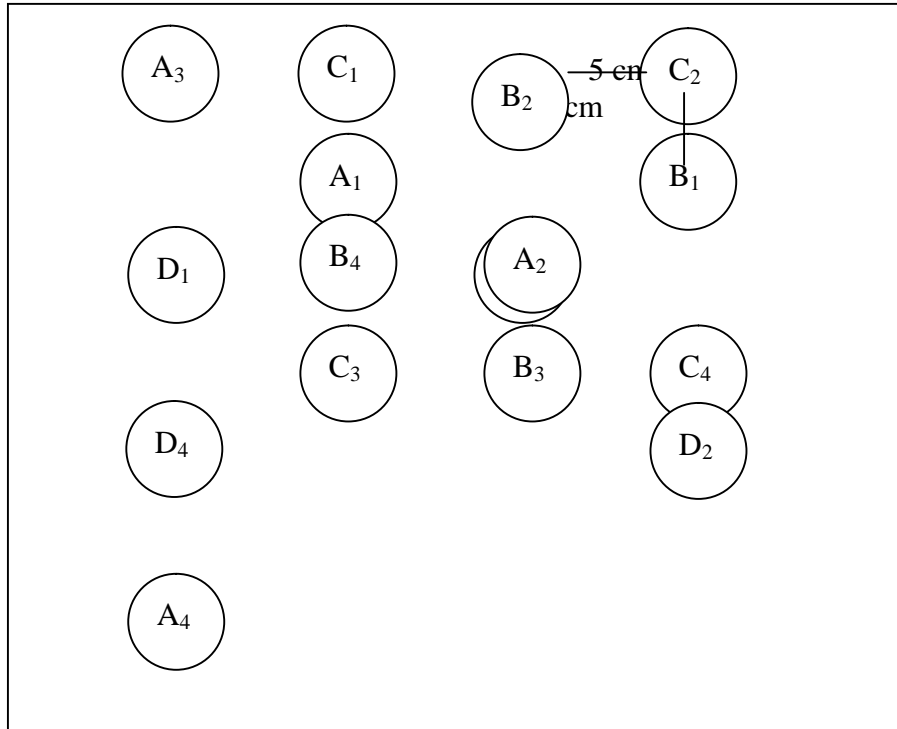 A₃ C₁ B₂ 5 cm C₂
cm
A₁ B₁
D₁ B₄ A₂
C₃ B₃ C₄
D₄ D₂
A₄